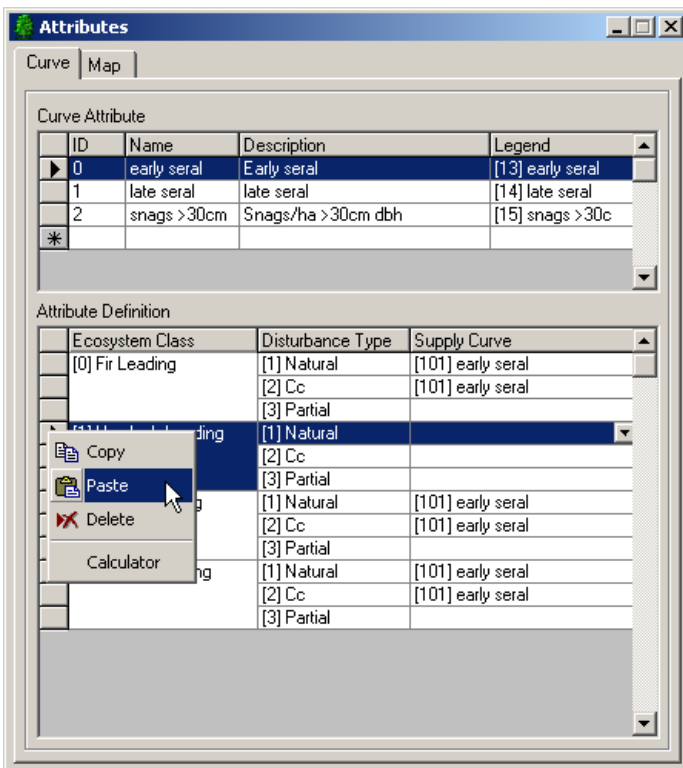 Attributes
Curve Map
Curve Attribute
ID Name Description Legend
0 early seral Early seral [13] early seral
1 late seral late seral [14] late seral
2 snags >30cm Snags/ha >30cm dbh [15] snags >30c
Attribute Definition
Ecosystem Class Disturbance Type Supply Curve
[0] Fir Leading [1] Natural [101] early seral
[2] Cc [101] early seral
[3] Partial
[1] Natural
Copy [2] Cc
Paste [3] Partial
[1] Natural [101] early seral
Delete [2] Cc [101] early seral
[3] Partial
Calculator [1] Natural [101] early seral
[2] Cc [101] early seral
[3] Partial